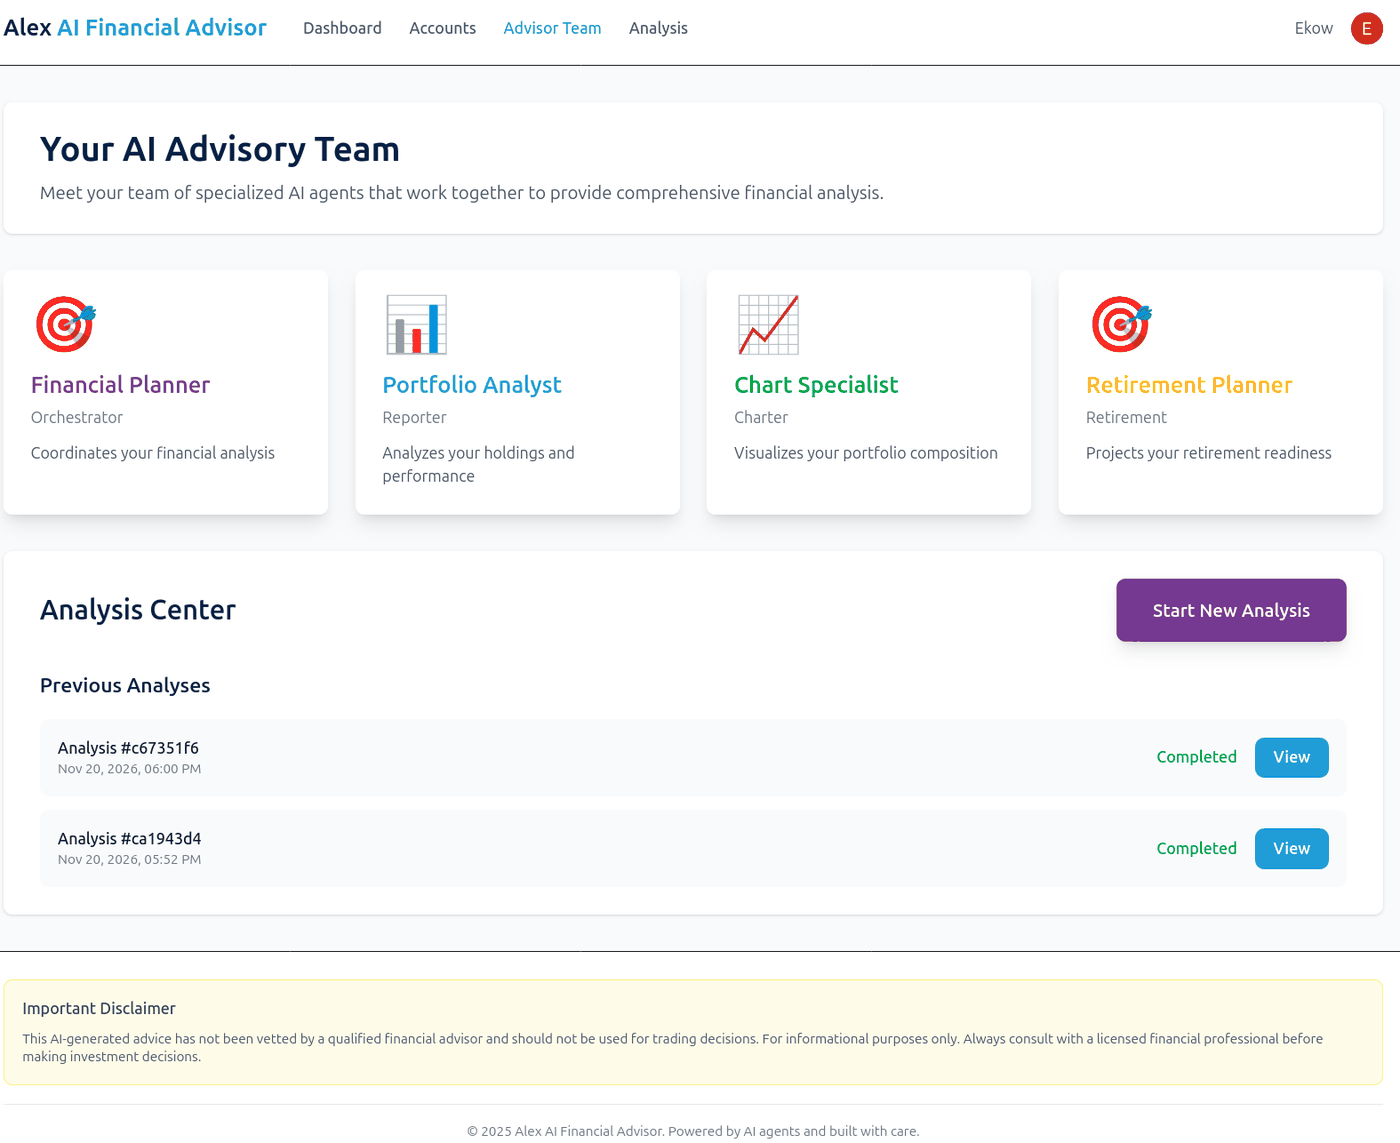 Alex AI Financial Advisor Dashboard Accounts Advisor Team Analysis Ekow E
Your AI Advisory Team
Meet your team of specialized AI agents that work together to provide comprehensive financial analysis.
Financial Planner
Orchestrator
Coordinates your financial analysis
Portfolio Analyst
Reporter
Analyzes your holdings and
performance
Chart Specialist
Charter
Visualizes your portfolio composition
Retirement Planner
Retirement
Projects your retirement readiness
Analysis Center
Start New Analysis
Previous Analyses
Analysis #c67351f6
Nov 20, 2026, 06:00 PM
Completed View
Analysis #ca1943d4
Nov 20, 2026, 05:52 PM
Completed View
Important Disclaimer
This AI-generated advice has not been vetted by a qualified financial advisor and should not be used for trading decisions. For informational purposes only. Always consult with a licensed financial professional before
making investment decisions.
© 2025 Alex AI Financial Advisor. Powered by AI agents and built with care.